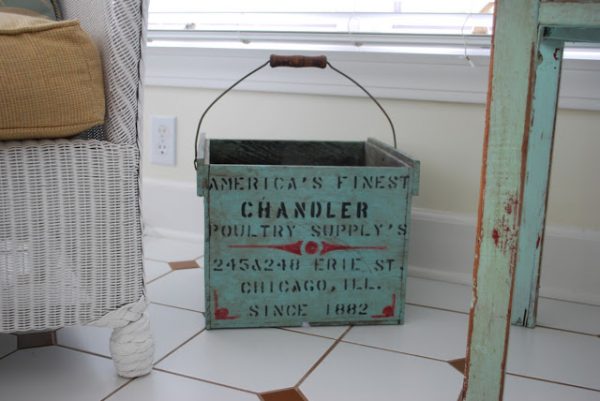 AMERICA'S FINEST
CHANDLER
POULTRY SUPPLY'S
245&248 ERIE ST.
CHICAGO, ILL.
SINCE 1882